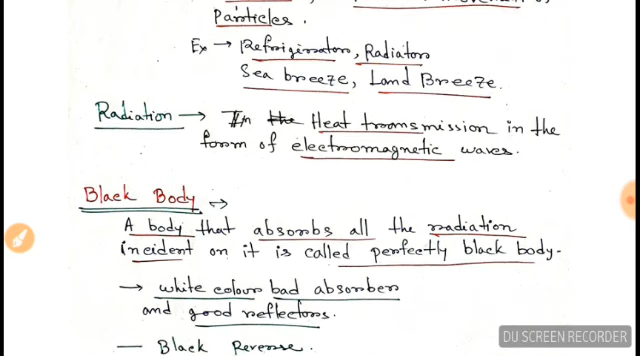 Particles.
Ex → Refrigirator, Radiator
Sea breeze, Land Breeze.
Radiation → In the Heat transmission in the
form of electromagnetic waves.
Black Body ↔
A body that absorbs all the radiation
incident on it is called perfectly black body.
→ white colour bad absorber
and good reflectors.
— Black Reverse.
DU SCREEN RECORDER